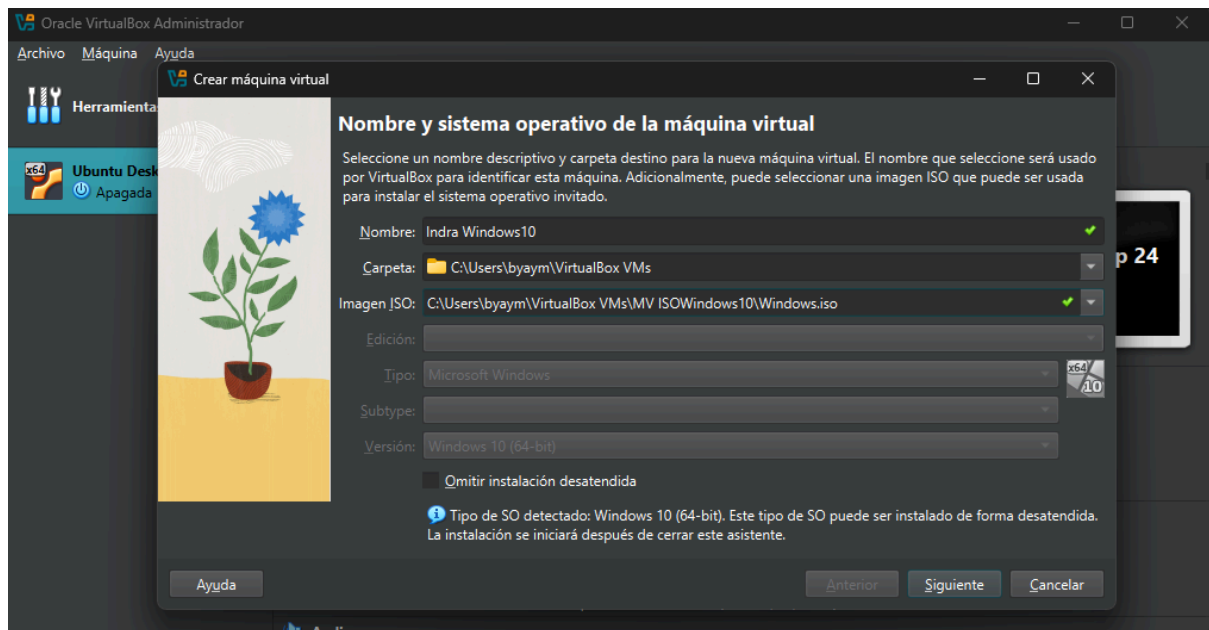 Oracle VirtualBox Administrador
Archivo Máquina Ayuda
Crear máquina virtual
Herramientas
Nombre y sistema operativo de la máquina virtual
Seleccione un nombre descriptivo y carpeta destino para la nueva máquina virtual. El nombre que seleccione será usado
por VirtualBox para identificar esta máquina. Adicionalmente, puede seleccionar una imagen ISO que puede ser usada
para instalar el sistema operativo invitado.
x64
Ubuntu Desk
Apagada
Nombre: Indra Windows10
Carpeta: C:\Users\byaym\VirtualBox VMs
p 24
Imagen ISO: C:\Users\byaym\VirtualBox VMs\MV ISOWindows10\Windows.iso
Edición:
Tipo: Microsoft Windows
x64
10
Subtype:
Versión: Windows 10 (64-bit)
Omitir instalación desatendida
Tipo de SO detectado: Windows 10 (64-bit). Este tipo de SO puede ser instalado de forma desatendida.
La instalación se iniciará después de cerrar este asistente.
Ayuda Anterior Siguiente Cancelar